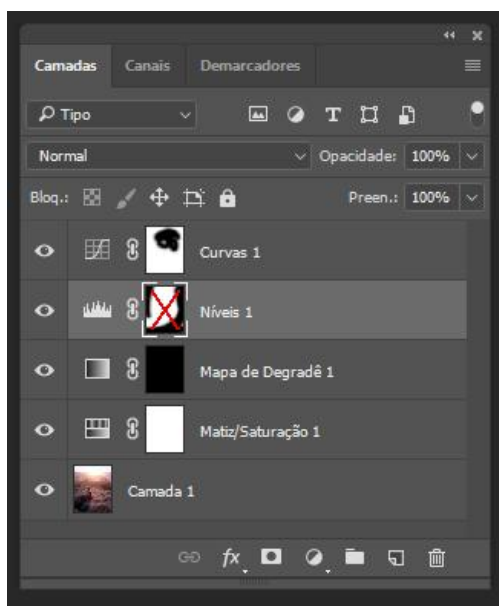 Camadas Canais Demarcadores
Tipo T
Normal Opacidade: 100%
Bloq.: Preen.: 100%
Curvas 1
Níveis 1
Mapa de Degradê 1
Matiz/Saturação 1
Camada 1
fx